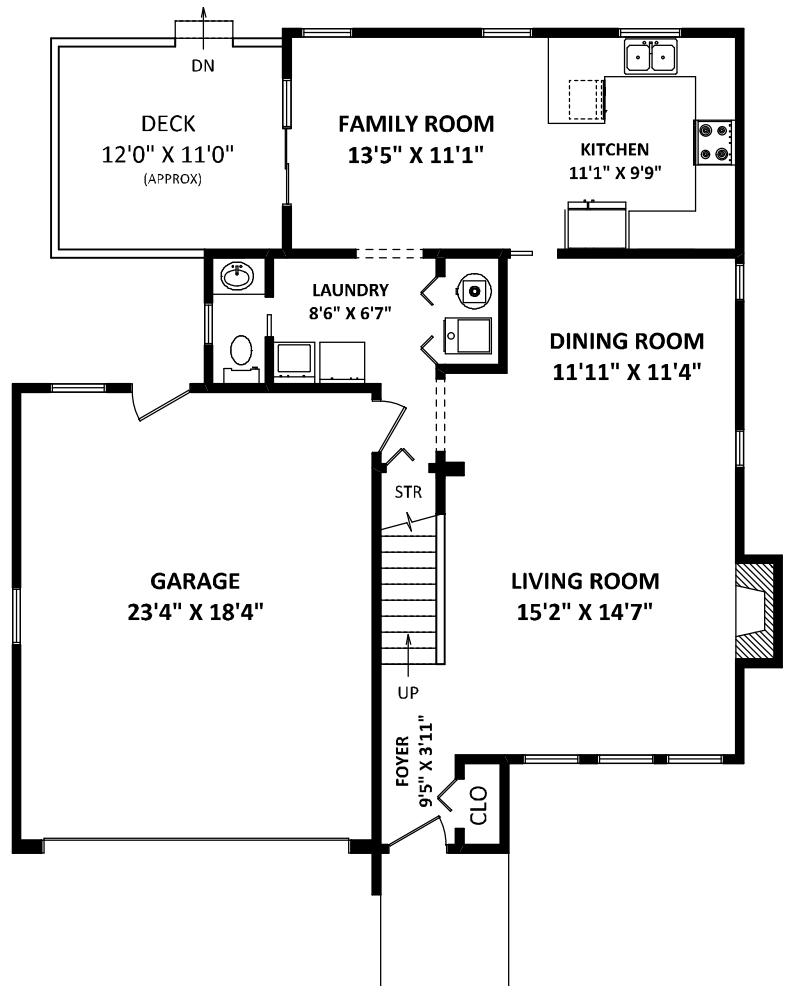 DN
DECK
12'0" X 11'0"
(APPROX)
FAMILY ROOM
13'5" X 11'1"
KITCHEN
11'1" X 9'9"
LAUNDRY
8'6" X 6'7"
DINING ROOM
11'11" X 11'4"
STR
GARAGE
23'4" X 18'4"
LIVING ROOM
15'2" X 14'7"
UP
FOYER
9'5" X 3'11"
CLO